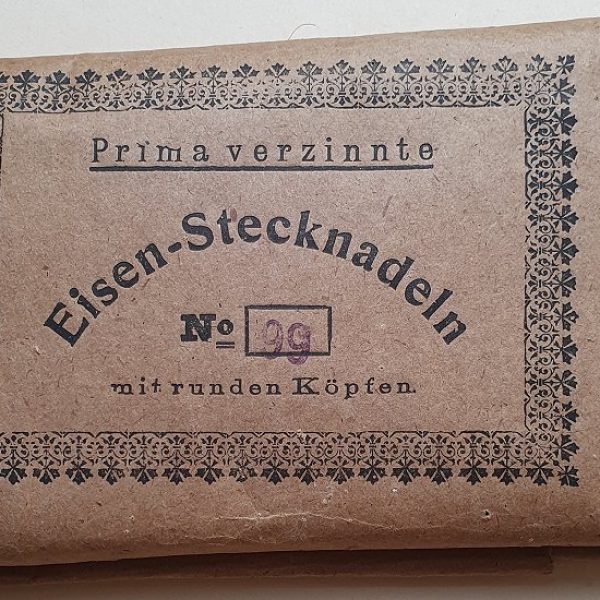 Prima verzinnte
Eisen-Stecknadeln
No 99
mit runden Köpfen.